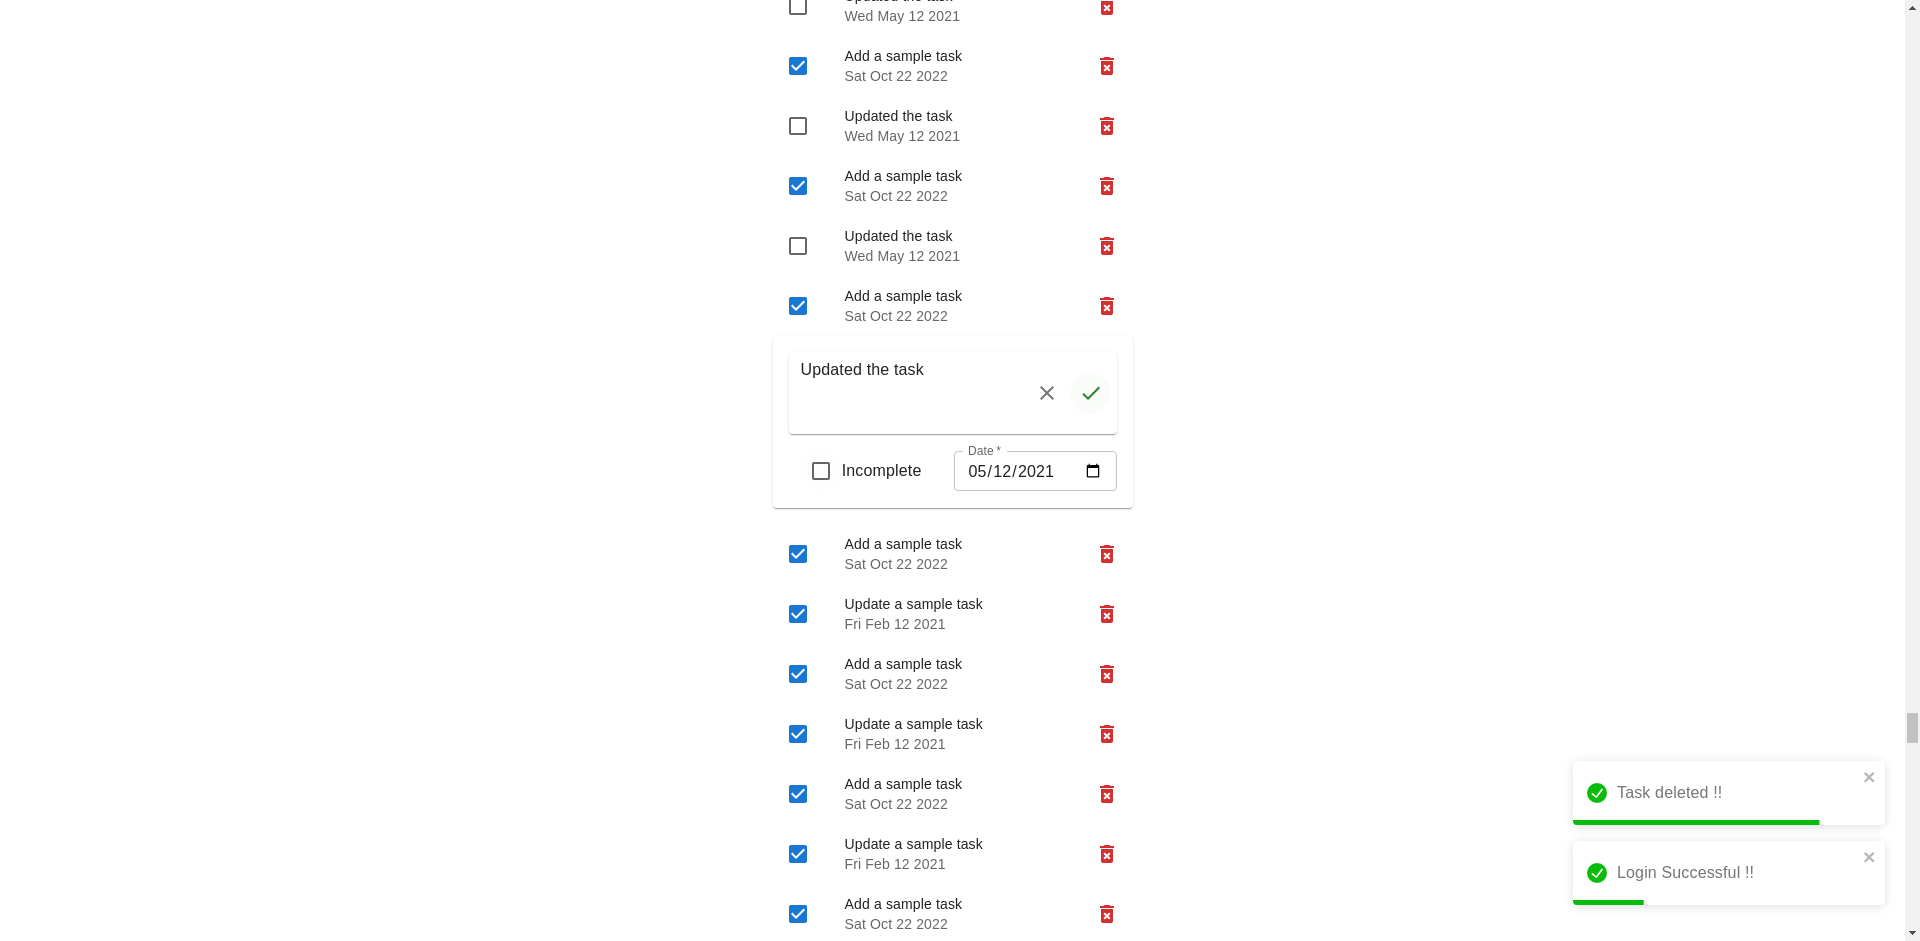 Updated the task
Wed May 12 2021
Add a sample task
Sat Oct 22 2022
Updated the task
Wed May 12 2021
Add a sample task
Sat Oct 22 2022
Updated the task
Wed May 12 2021
Add a sample task
Sat Oct 22 2022
Updated the task
Incomplete
Date *
05/12/2021
Add a sample task
Sat Oct 22 2022
Update a sample task
Fri Feb 12 2021
Add a sample task
Sat Oct 22 2022
Update a sample task
Fri Feb 12 2021
Add a sample task
Sat Oct 22 2022
Update a sample task
Fri Feb 12 2021
Add a sample task
Sat Oct 22 2022
Task deleted !!
Login Successful !!